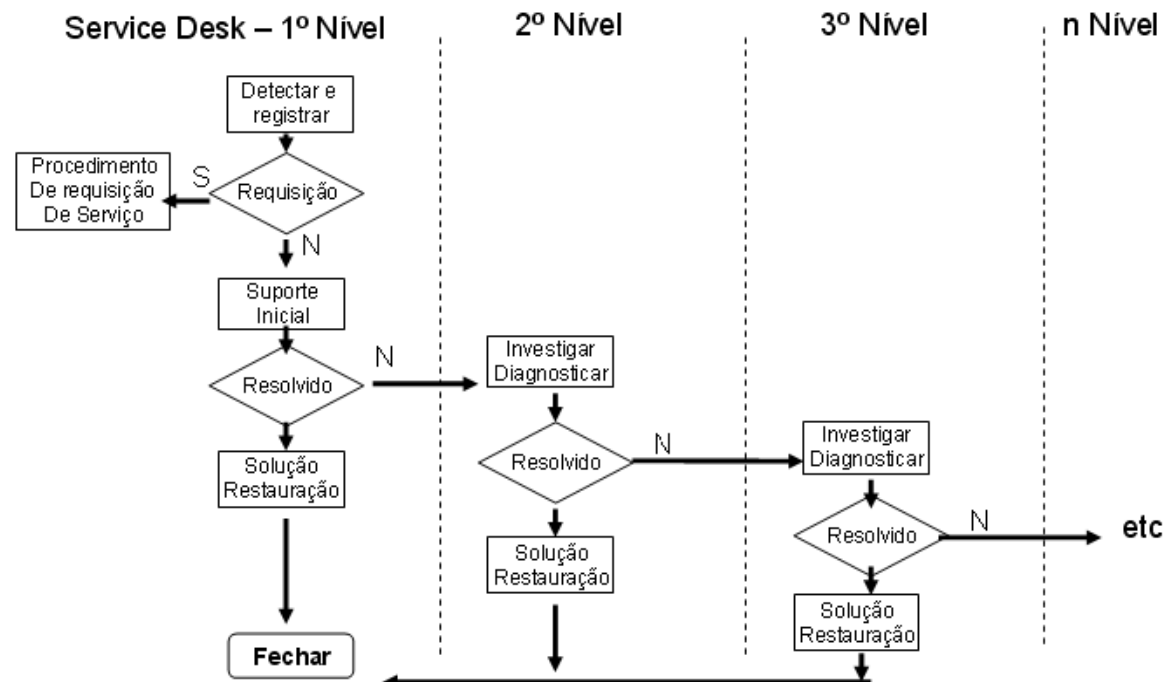 Service Desk – 1º Nível
2º Nível
3º Nível
n Nível
Detectar e
registrar
Procedimento
De requisição
De Serviço
S
Requisição
N
Suporte
Inicial
Resolvido
N
Solução
Restauração
Fechar
Investigar
Diagnosticar
Resolvido
N
Solução
Restauração
Investigar
Diagnosticar
Resolvido
N
etc
Solução
Restauração